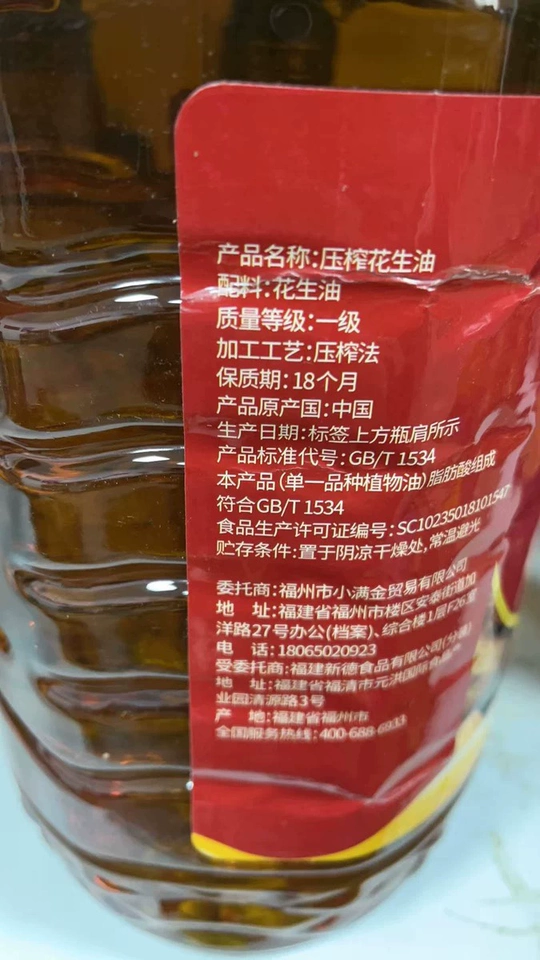 产品名称:压榨花生油
配料:花生油
质量等级:一级
加工工艺:压榨法
保质期:18个月
产品原产国:中国
生产日期:标签上方瓶肩所示
产品标准代号:GB/T 1534
本产品(单一品种植物油)脂肪酸组成
符合GB/T 1534
食品生产许可证编号:SC10235018101547
贮存条件:置于阴凉干燥处,常温避光
委托商:福州市小满金贸易有限公司
地 址:福建省福州市楼区安泰街道加
洋路27号办公(档案)、综合楼1层F26室
电 话:18065020923
受委托商:福建新德食品有限公司(分装)
地 址:福建省福清市元洪国际食品产
业园清源路3号
产 地:福建省福州市
全国服务热线:400-688-6933